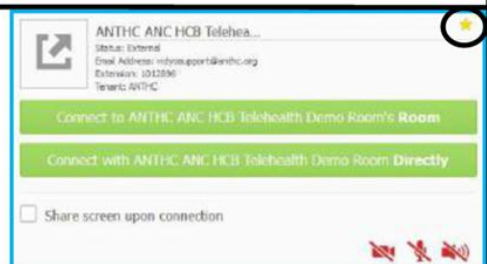 ANTHC ANC HCB Telehea...
Status: External
Email Address: vidyosupport@anthc.org
Extension: 1012896
Tenant: ANTHC
Connect to ANTHC ANC HCB Telehealth Demo Room's Room
Connect with ANTHC ANC HCB Telehealth Demo Room Directly
Share screen upon connection